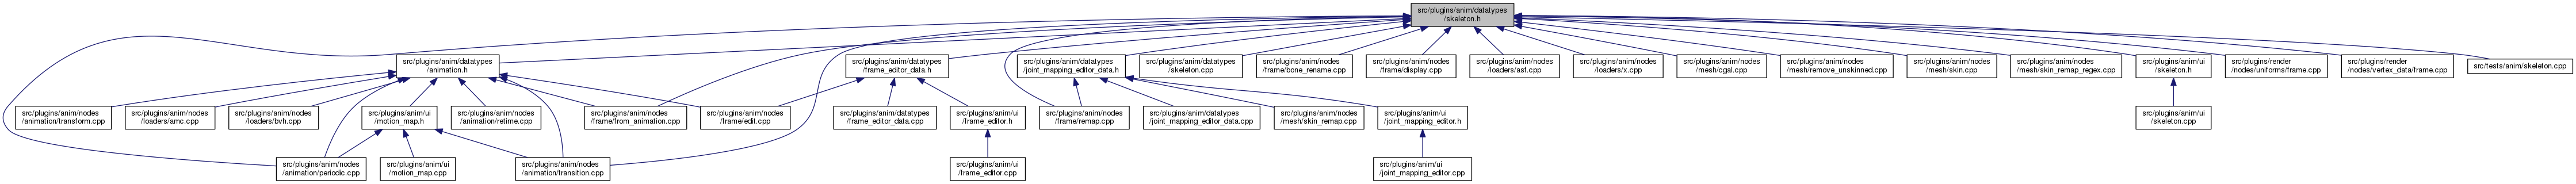 src/plugins/anim/datatypes
/skeleton.h
src/plugins/anim/datatypes
/animation.h
src/plugins/anim/datatypes
/frame_editor_data.h
src/plugins/anim/datatypes
/joint_mapping_editor_data.h
src/plugins/anim/datatypes
/skeleton.cpp
src/plugins/anim/nodes
/frame/bone_rename.cpp
src/plugins/anim/nodes
/frame/display.cpp
src/plugins/anim/nodes
/loaders/asf.cpp
src/plugins/anim/nodes
/loaders/x.cpp
src/plugins/anim/nodes
/mesh/cgal.cpp
src/plugins/anim/nodes
/mesh/remove_unskinned.cpp
src/plugins/anim/nodes
/mesh/skin.cpp
src/plugins/anim/nodes
/mesh/skin_remap_regex.cpp
src/plugins/anim/ui
/skeleton.h
src/plugins/render
/nodes/uniforms/frame.cpp
src/plugins/render
/nodes/vertex_data/frame.cpp
src/tests/anim/skeleton.cpp
src/plugins/anim/nodes
/animation/transform.cpp
src/plugins/anim/nodes
/loaders/amc.cpp
src/plugins/anim/nodes
/loaders/bvh.cpp
src/plugins/anim/ui
/motion_map.h
src/plugins/anim/nodes
/animation/retime.cpp
src/plugins/anim/nodes
/frame/from_animation.cpp
src/plugins/anim/nodes
/frame/edit.cpp
src/plugins/anim/datatypes
/frame_editor_data.cpp
src/plugins/anim/ui
/frame_editor.h
src/plugins/anim/nodes
/frame/remap.cpp
src/plugins/anim/datatypes
/joint_mapping_editor_data.cpp
src/plugins/anim/nodes
/mesh/skin_remap.cpp
src/plugins/anim/ui
/joint_mapping_editor.h
src/plugins/anim/ui
/skeleton.cpp
src/plugins/anim/nodes
/animation/periodic.cpp
src/plugins/anim/ui
/motion_map.cpp
src/plugins/anim/nodes
/animation/transition.cpp
src/plugins/anim/ui
/frame_editor.cpp
src/plugins/anim/ui
/joint_mapping_editor.cpp